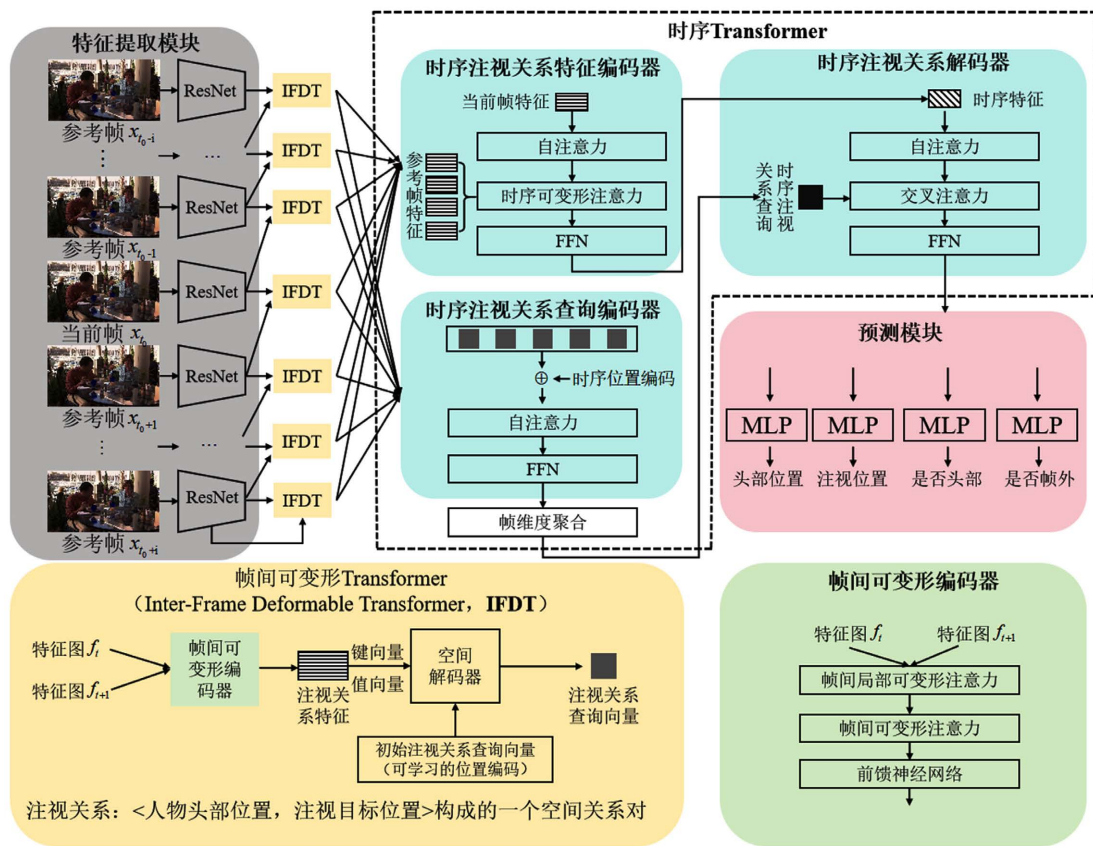 特征提取模块
ResNet
IFDT
参考帧 x_{t_0-i}
⋮
…
IFDT
ResNet
IFDT
参考帧 x_{t_0-1}
ResNet
IFDT
当前帧 x_{t_0}
ResNet
IFDT
参考帧 x_{t_0+1}
⋮
…
IFDT
ResNet
IFDT
参考帧 x_{t_0+i}
时序Transformer
时序注视关系特征编码器
当前帧特征
自注意力
参考帧特征
时序可变形注意力
FFN
时序注视关系解码器
时序特征
自注意力
时序注视
关系查询
交叉注意力
FFN
时序注视关系查询编码器
⊕
时序位置编码
自注意力
FFN
帧维度聚合
预测模块
MLP
MLP
MLP
MLP
头部位置
注视位置
是否头部
是否帧外
帧间可变形Transformer
（Inter-Frame Deformable Transformer，IFDT）
特征图 f_t
特征图 f_{t+1}
帧间可
变形编
码器
注视关
系特征
键向量
值向量
空间
解码器
注视关系
查询向量
初始注视关系查询向量
（可学习的位置编码）
注视关系：<人物头部位置，注视目标位置>构成的一个空间关系对
帧间可变形编码器
特征图 f_t
特征图 f_{t+1}
帧间局部可变形注意力
帧间可变形注意力
前馈神经网络